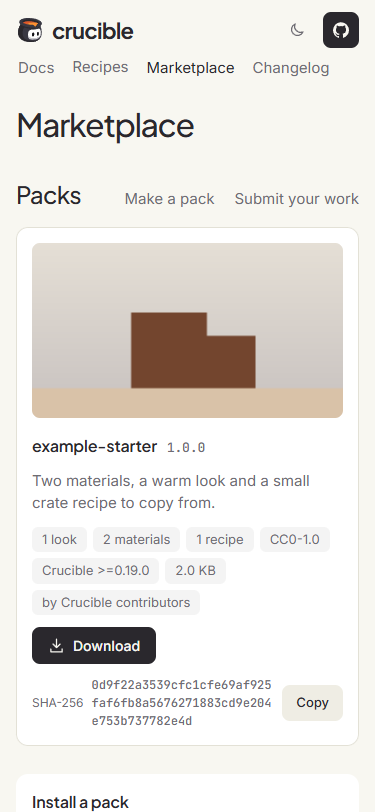 crucible
Docs Recipes Marketplace Changelog
Marketplace
Packs Make a pack Submit your work
example-starter 1.0.0
Two materials, a warm look and a small
crate recipe to copy from.
1 look 2 materials 1 recipe CC0-1.0
Crucible >=0.19.0 2.0 KB
by Crucible contributors
Download
0d9f22a3539cfc1cfe69af925
SHA-256 faf6fb8a5676271883cd9e204 Copy
e753b737782e4d
Install a pack